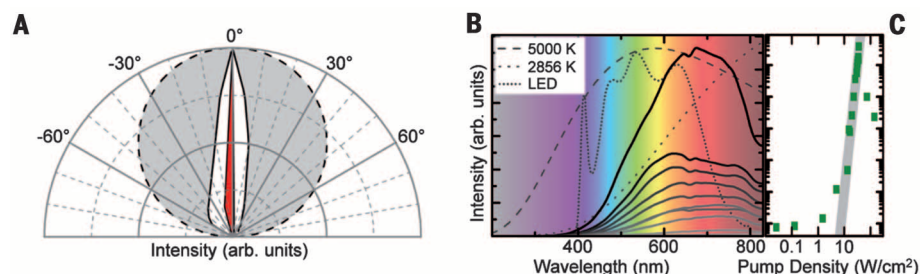 A
0°
-30°
30°
-60°
60°
Intensity (arb. units)
B
5000 K
2856 K
LED
Intensity (arb. units)
400
600
800
Wavelength (nm)
C
0.1
1
10
Pump Density (W/cm²)